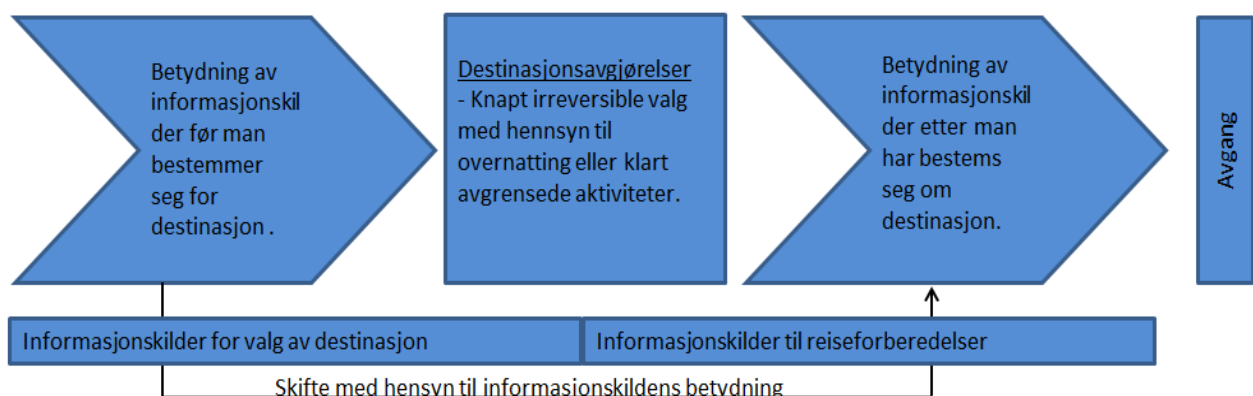 Betydning av
informasjonskil
der før man
bestemmer
seg for
destinasjon .
Destinasjonsavgjørelser
- Knapt irreversible valg
med hennsyn til
overnatting eller klart
avgrensede aktiviteter.
Betydning av
informasjonskil
der etter man
har bestems
seg om
destinasjon.
Avgang
Informasjonskilder for valg av destinasjon
Informasjonskilder til reiseforberedelser
Skifte med hensyn til informasjonskildens betydning